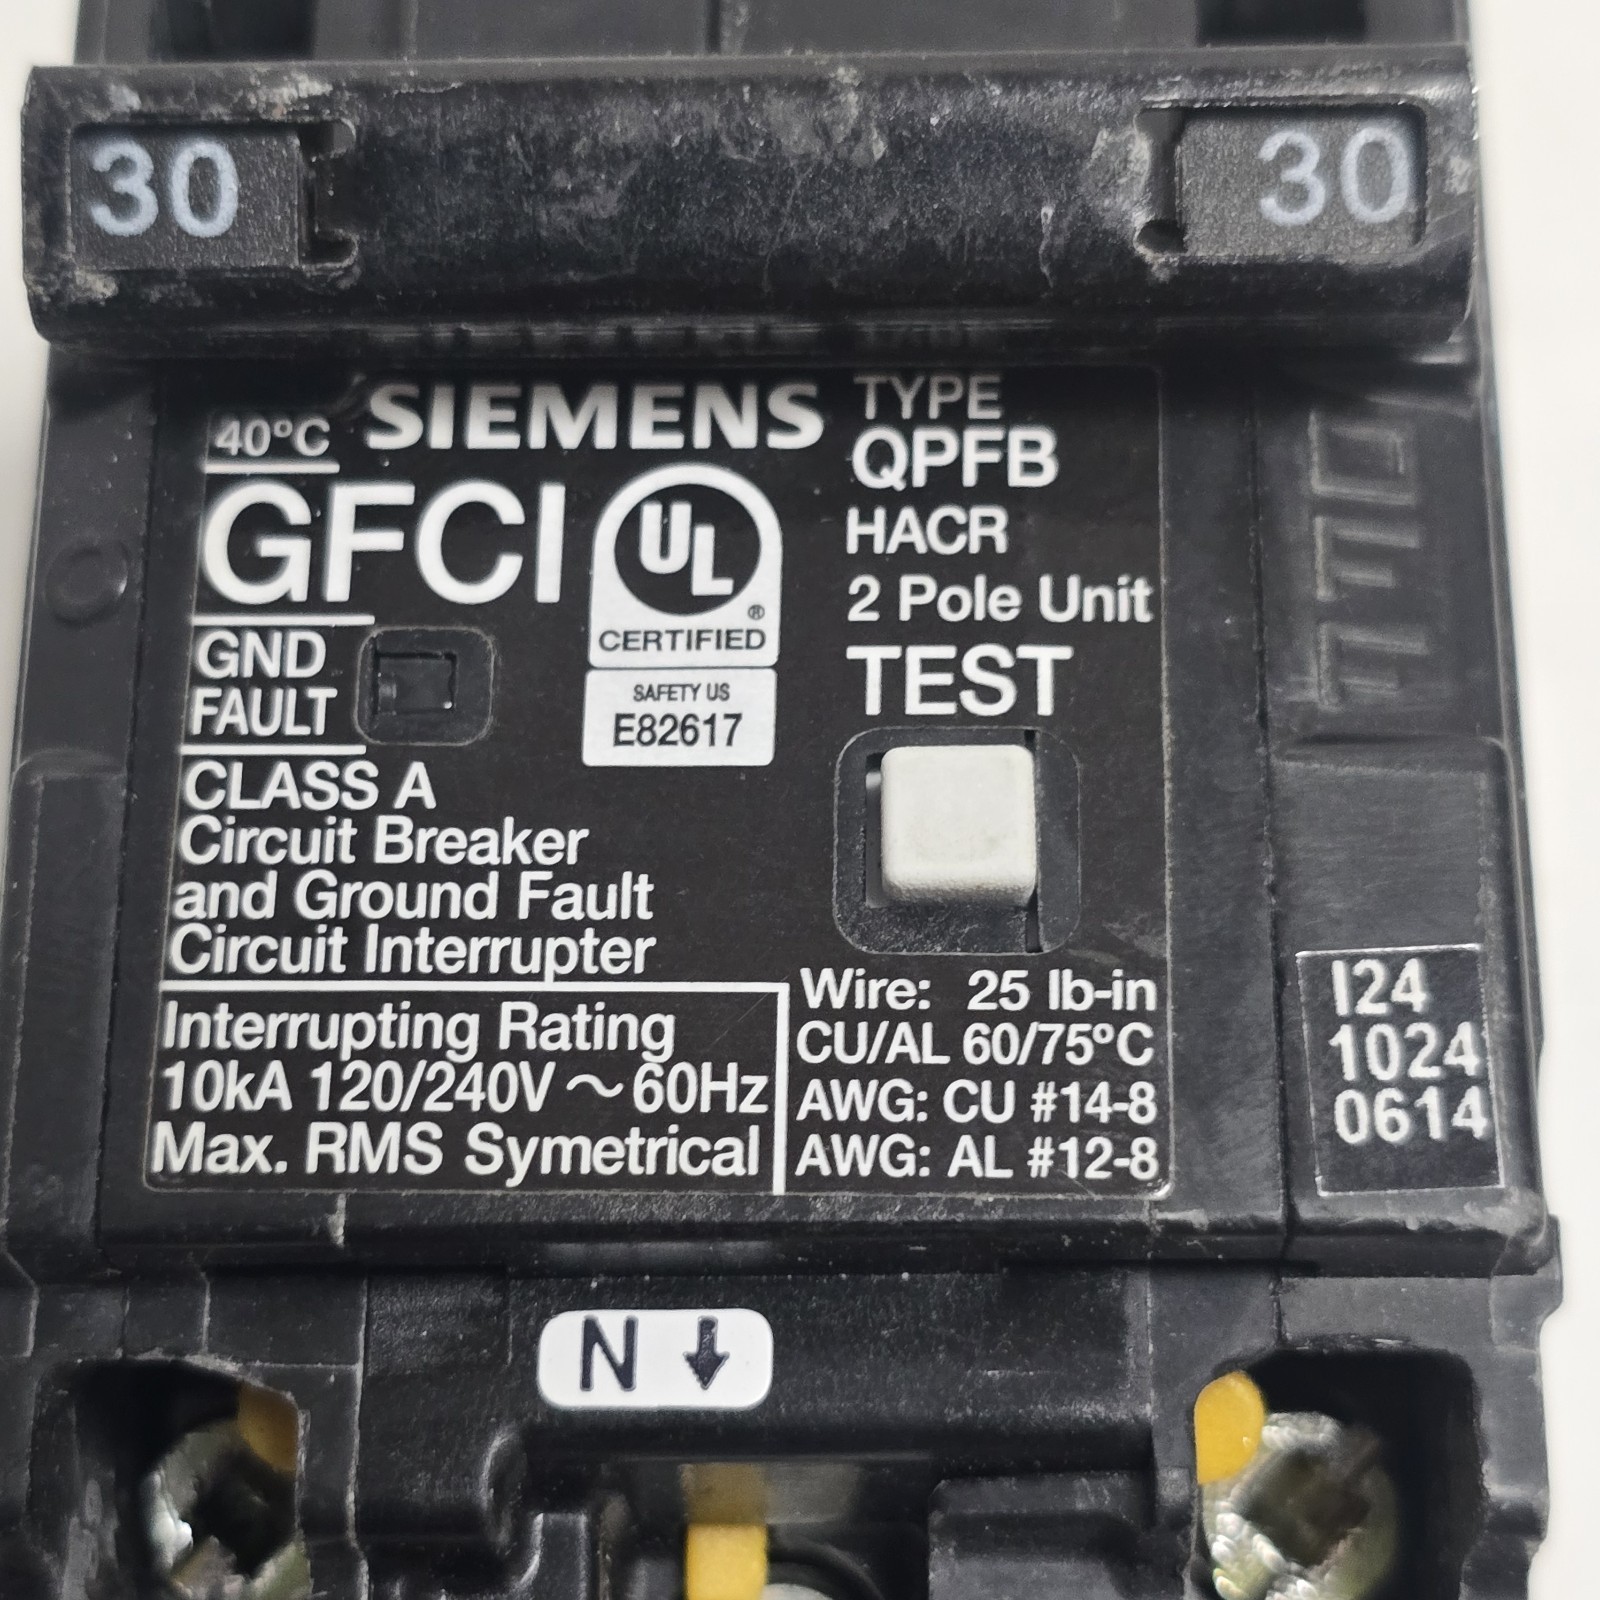 30
30
40°C
SIEMENS
TYPE
QPFB
GFCI
UL
®
CERTIFIED
SAFETY US
E82617
HACR
2 Pole Unit
GND
FAULT
TEST
CLASS A
Circuit Breaker
and Ground Fault
Circuit Interrupter
Interrupting Rating
10kA 120/240V ~ 60Hz
Max. RMS Symetrical
Wire: 25 lb-in
CU/AL 60/75°C
AWG: CU #14-8
AWG: AL #12-8
I24
1024
0614
N ↓